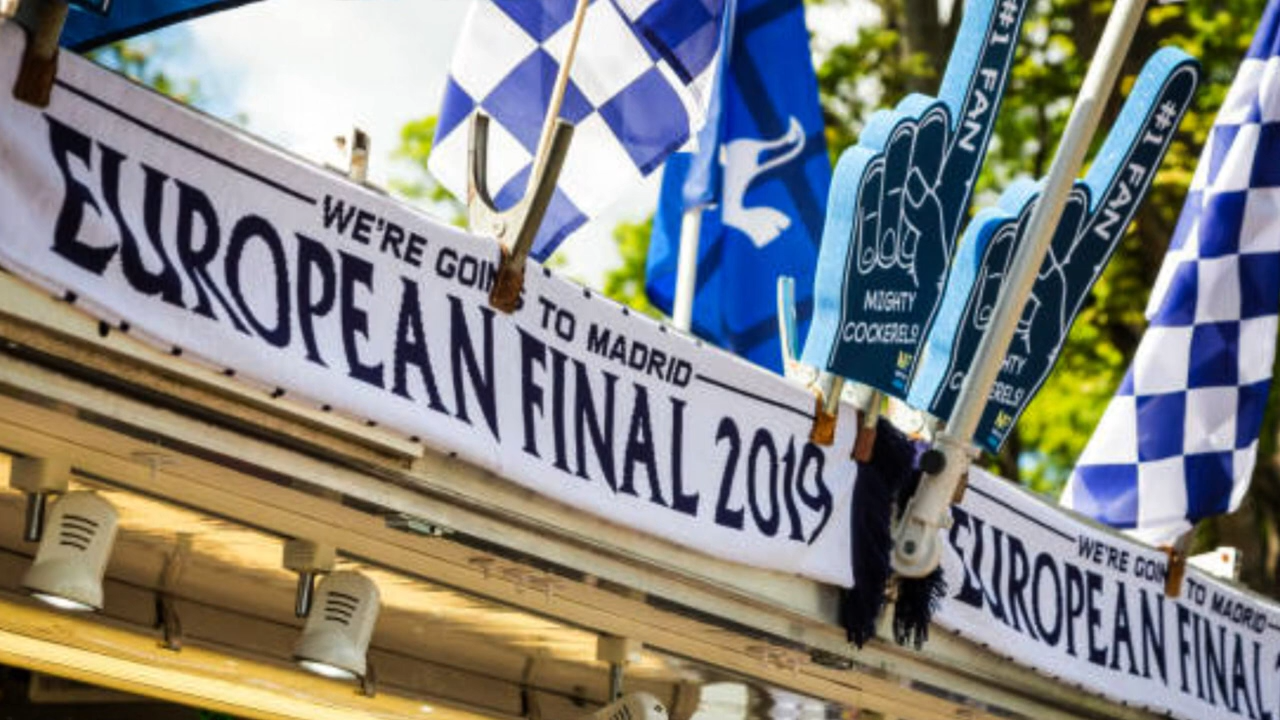 WE'RE GOING TO MADRID
EUROPEAN FINAL 2019
#1 FAN
MIGHTY
COCKERELS!
#1 FAN
WE'RE GOING TO MADRID
EUROPEAN FINAL